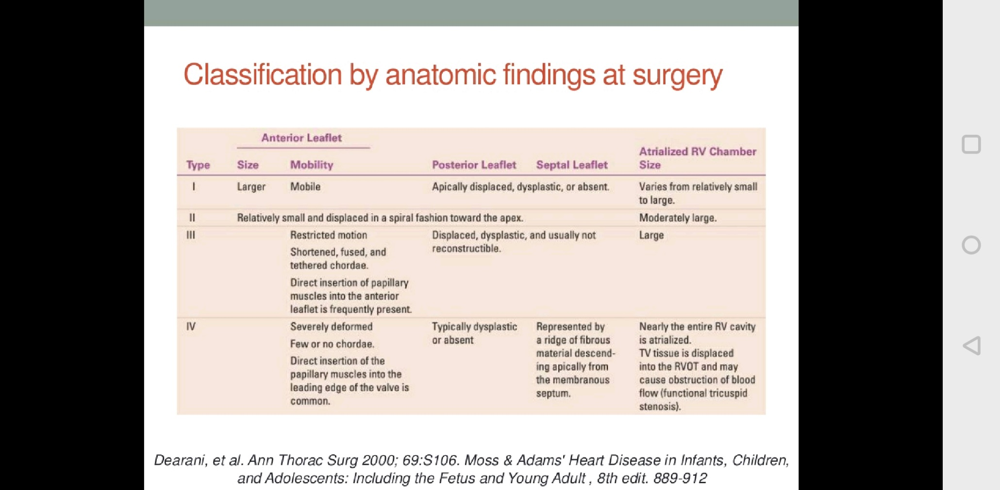 Classification by anatomic findings at surgery
Anterior Leaflet
Atrialized RV Chamber
Type Size Mobility Posterior Leaflet Septal Leaflet Size
I Larger Mobile Apically displaced, dysplastic, or absent. Varies from relatively small
to large.
II Relatively small and displaced in a spiral fashion toward the apex. Moderately large.
III Restricted motion Displaced, dysplastic, and usually not Large
reconstructible.
Shortened, fused, and
tethered chordae.
Direct insertion of papillary
muscles into the anterior
leaflet is frequently present.
IV Severely deformed Typically dysplastic Represented by Nearly the entire RV cavity
or absent a ridge of fibrous is atrialized.
Few or no chordae.
material descend- TV tissue is displaced
Direct insertion of the ing apically from into the RVOT and may
papillary muscles into the the membranous cause obstruction of blood
leading edge of the valve is septum. flow (functional tricuspid
common. stenosis).
Dearani, et al. Ann Thorac Surg 2000; 69:S106. Moss & Adams' Heart Disease in Infants, Children,
and Adolescents: Including the Fetus and Young Adult , 8th edit. 889-912